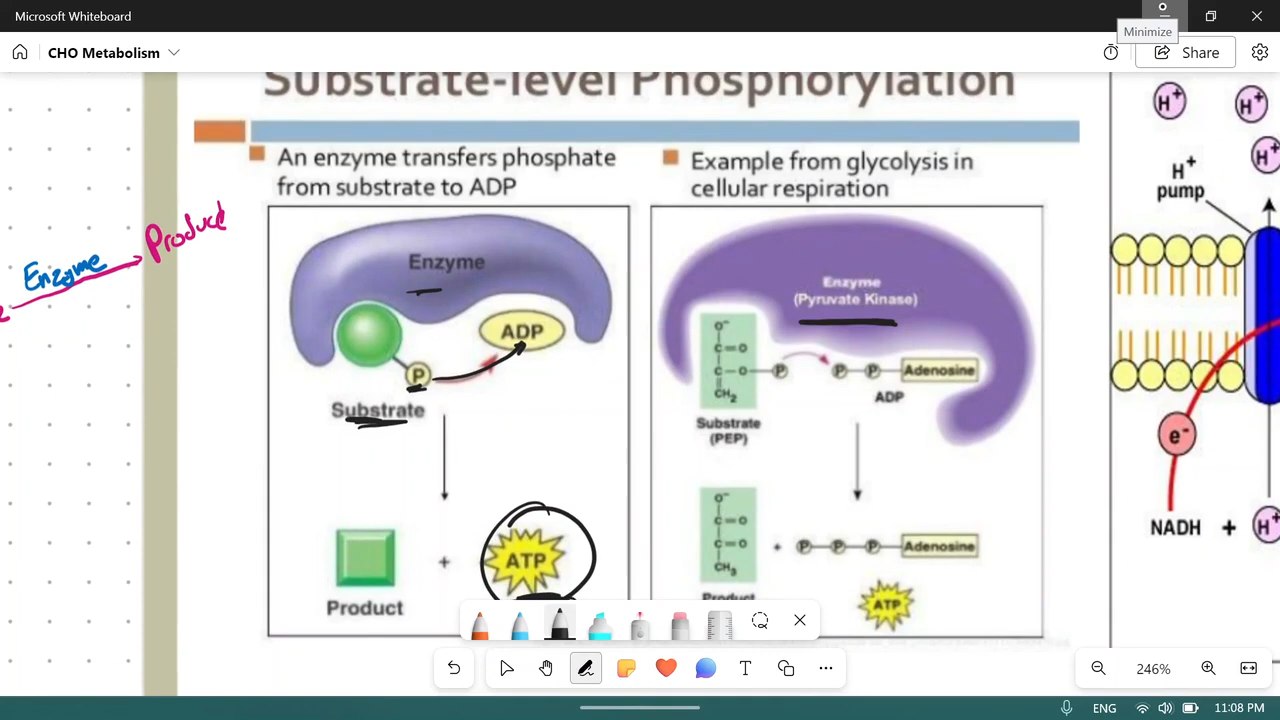 Microsoft Whiteboard
Minimize
CHO Metabolism
Share
Substrate-level Phosphorylation
An enzyme transfers phosphate
from substrate to ADP
Example from glycolysis in
cellular respiration
Enzyme
Product
Enzyme
ADP
P
Substrate
Product
+
ATP
Enzyme
(Pyruvate Kinase)
O⁻
C=O
C-O-P
CH₂
P-P-Adenosine
ADP
Substrate
(PEP)
O⁻
C=O
C=O
CH₃
+
P-P-P-Adenosine
Product
ATP
H⁺
H⁺
H⁺
H⁺
pump
e⁻
NADH + H⁺
T
246%
ENG
11:08 PM